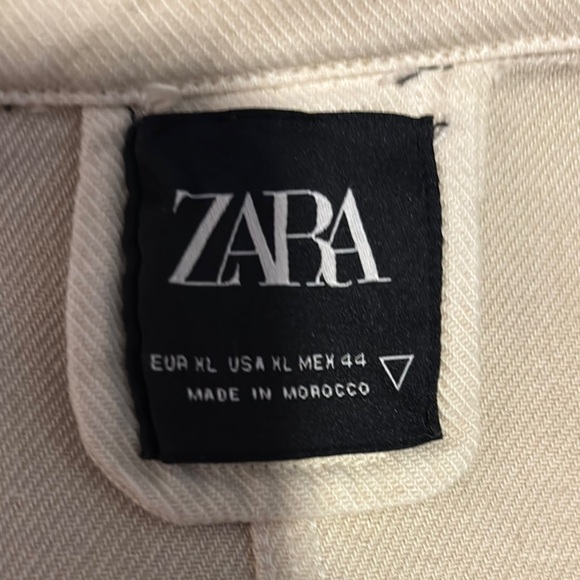 ZARA
EUR XL USA XL MEX 44
MADE IN MOROCCO